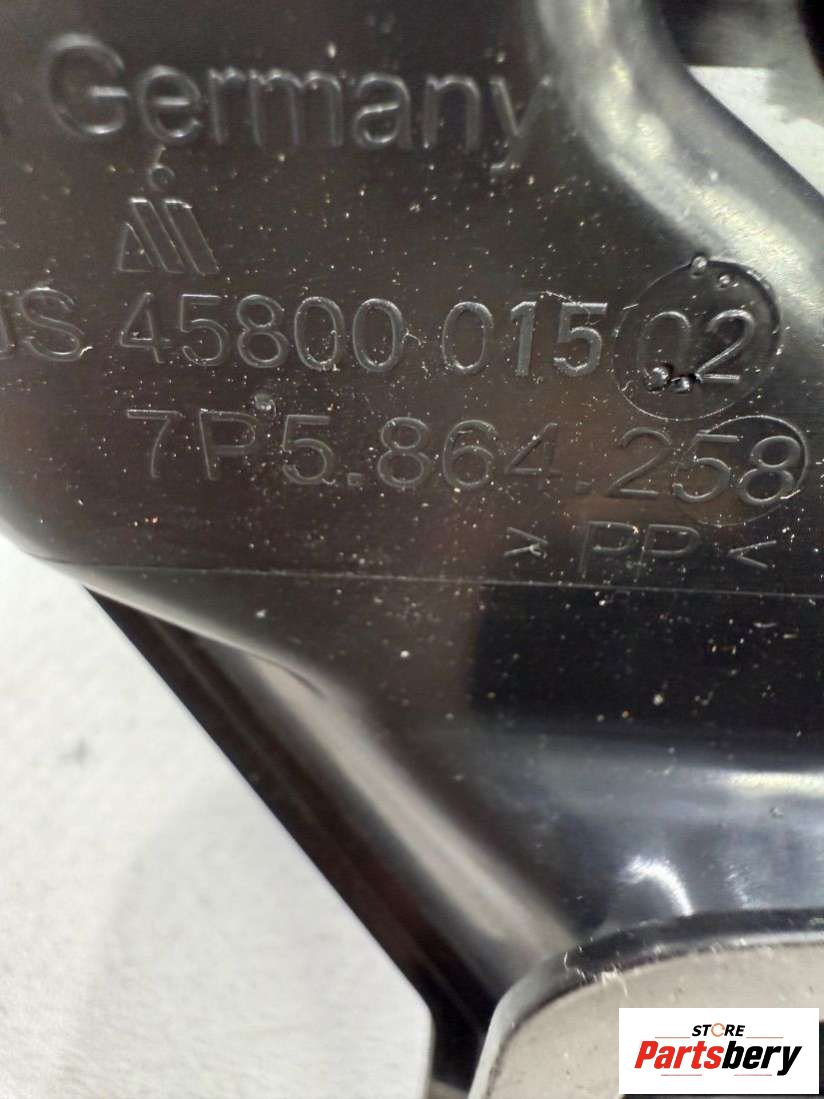 Germany
45800 015 02
7P5.864.258
> PP <
STORE
Partsbery